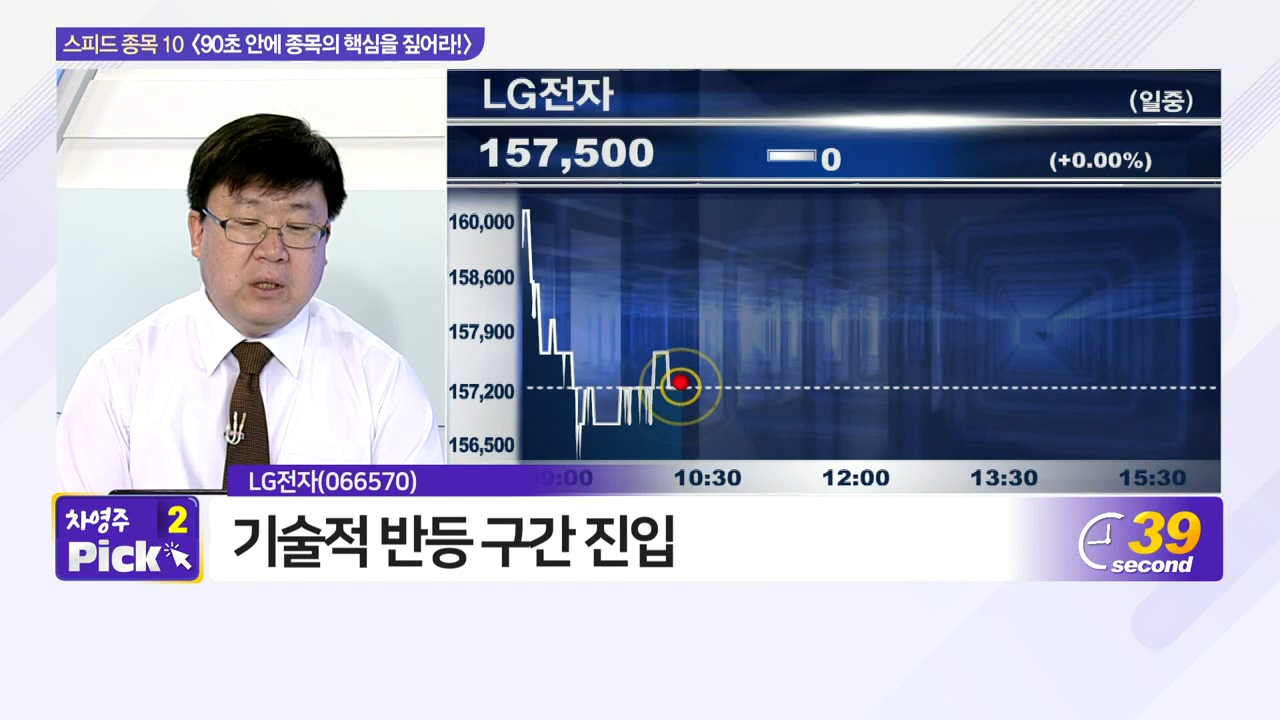 스피드 종목 10 <90초 안에 종목의 핵심을 짚어라!>
LG전자
(일중)
157,500
0
(+0.00%)
160,000
158,600
157,900
157,200
156,500
09:00
10:30
12:00
13:30
15:30
LG전자(066570)
차영주 2
Pick
기술적 반등 구간 진입
39
second